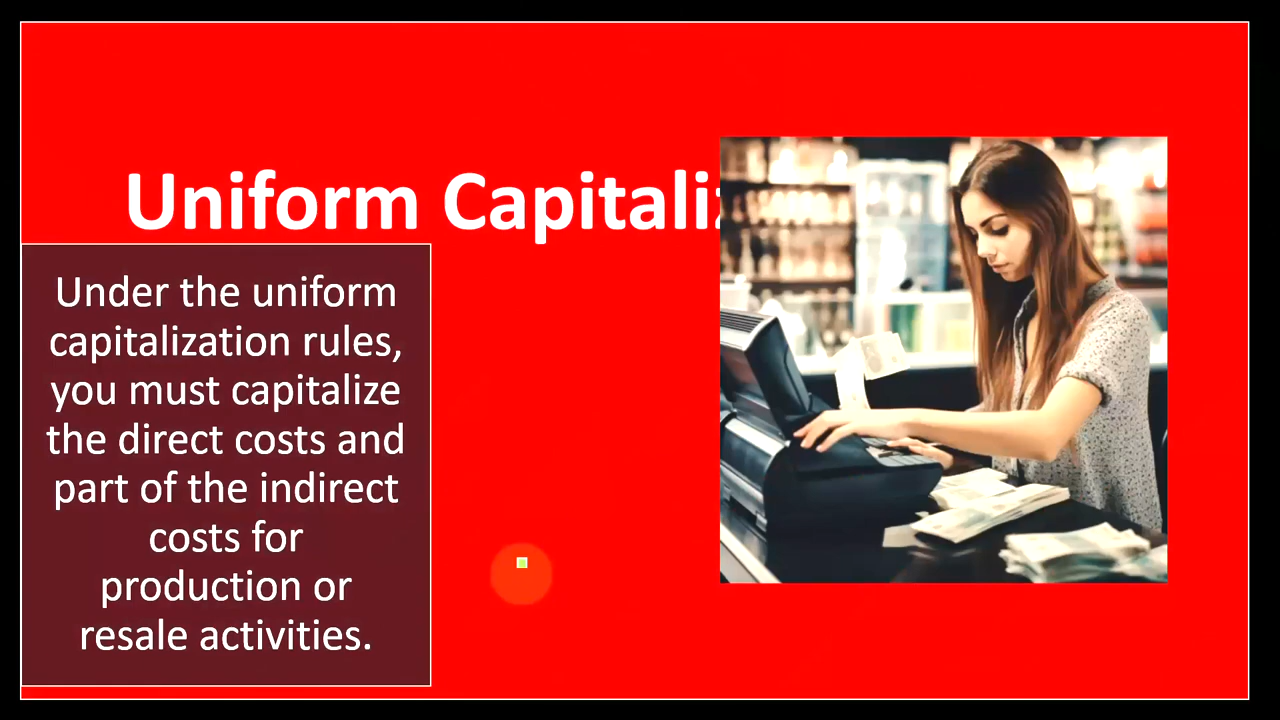 Uniform Capitaliz
Under the uniform
capitalization rules,
you must capitalize
the direct costs and
part of the indirect
costs for
production or
resale activities.